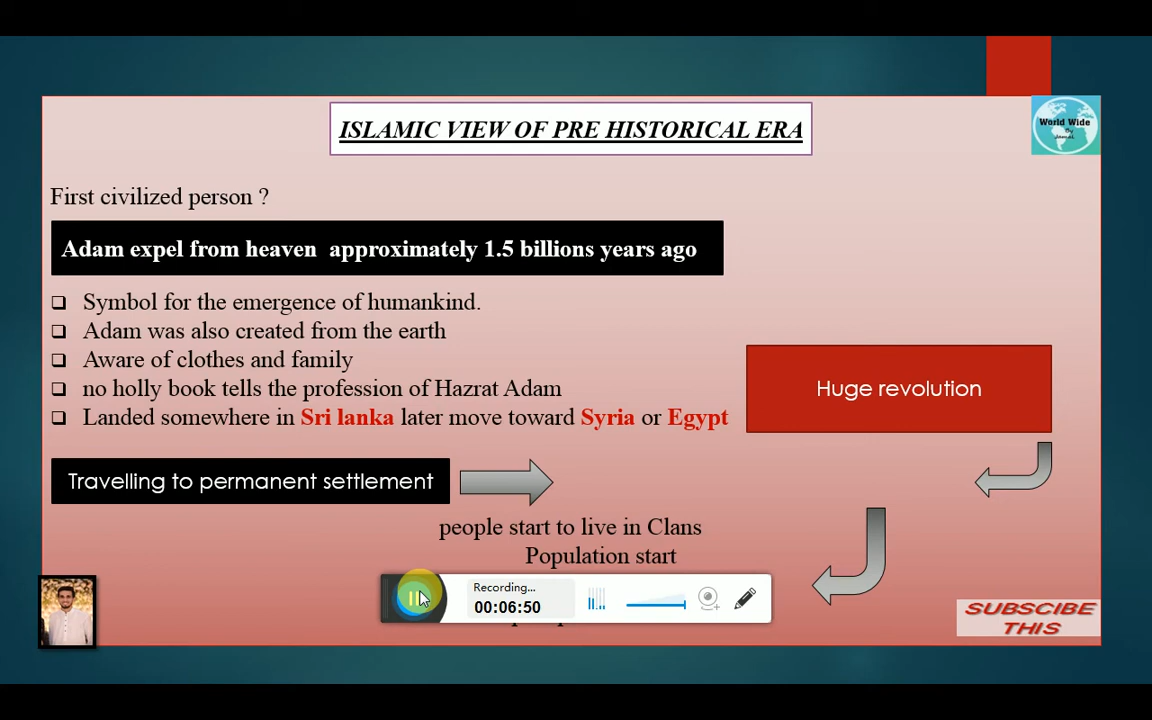 ISLAMIC VIEW OF PRE HISTORICAL ERA
World Wide
By
Jamal
First civilized person ?
Adam expel from heaven approximately 1.5 billions years ago
Symbol for the emergence of humankind.
Adam was also created from the earth
Aware of clothes and family
no holly book tells the profession of Hazrat Adam
Landed somewhere in Sri lanka later move toward Syria or Egypt
Huge revolution
Travelling to permanent settlement
people start to live in Clans
Population start
Recording...
00:06:50
SUBSCIBE
THIS